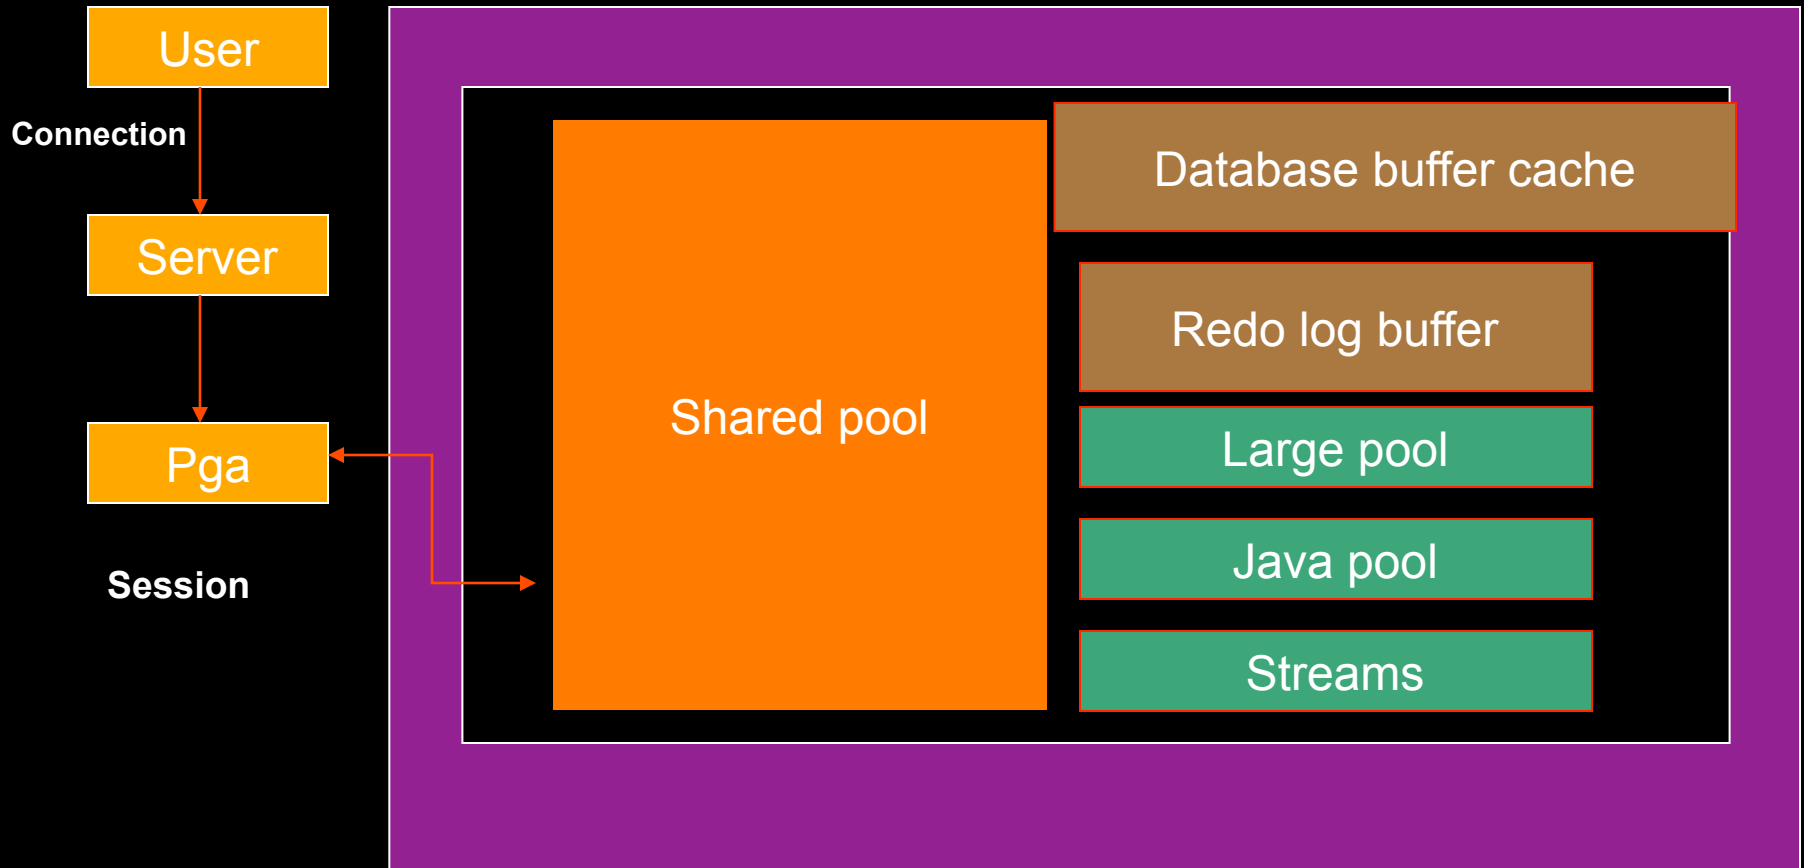 User
Connection
Server
Pga
Session
Shared pool
Database buffer cache
Redo log buffer
Large pool
Java pool
Streams